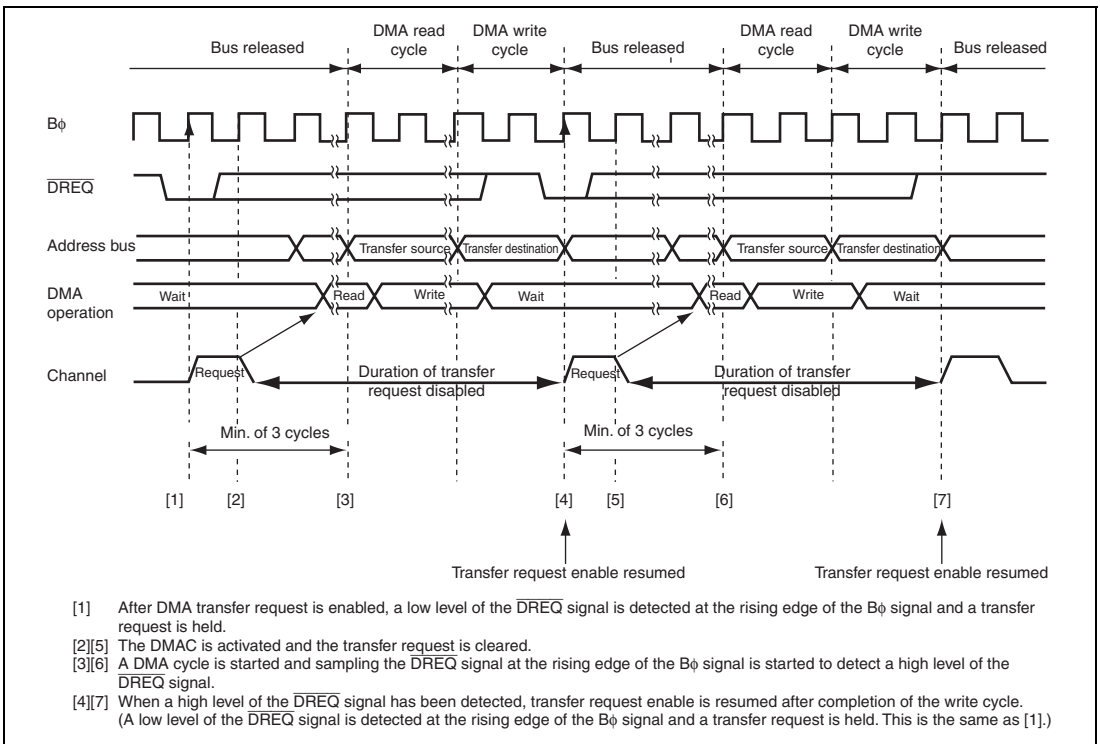 Bus released
DMA read cycle
DMA write cycle
Bus released
DMA read cycle
DMA write cycle
Bus released
Bϕ
DREQ
Address bus
Transfer source
Transfer destination
Transfer source
Transfer destination
DMA operation
Wait
Read
Write
Wait
Read
Write
Wait
Channel
Request
Duration of transfer request disabled
Request
Duration of transfer request disabled
Min. of 3 cycles
Min. of 3 cycles
[1]
[2]
[3]
[4]
[5]
[6]
[7]
Transfer request enable resumed
Transfer request enable resumed
[1] After DMA transfer request is enabled, a low level of the DREQ signal is detected at the rising edge of the Bϕ signal and a transfer
request is held.
[2][5] The DMAC is activated and the transfer request is cleared.
[3][6] A DMA cycle is started and sampling the DREQ signal at the rising edge of the Bϕ signal is started to detect a high level of the
DREQ signal.
[4][7] When a high level of the DREQ signal has been detected, transfer request enable is resumed after completion of the write cycle.
(A low level of the DREQ signal is detected at the rising edge of the Bϕ signal and a transfer request is held. This is the same as [1].)